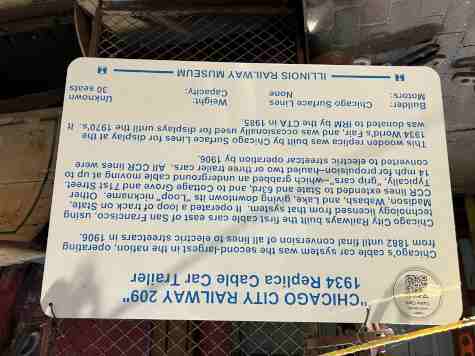 "CHICAGO CITY RAILWAY 209"
1934 Replica Cable Car Trailer
Chicago's cable car system was the second-largest in the nation, operating
from 1882 until final conversion of all lines to electric streetcars in 1906.
Chicago City Railways built the first cable cars east of San Francisco, using
technology licensed from that system. It operated a loop of track on State,
Madison, Wabash, and Lake, giving downtown its "Loop" nickname. Other
CCR lines extended to State and 63rd, and to Cottage Grove and 71st Street.
Typically, "grip cars"--which grabbed an underground cable moving at up to
14 mph for propulsion--hauled two or three trailer cars. All CCR lines were
converted to electric streetcar operation by 1906.
This wooden replica was built by Chicago Surface Lines for display at the
1934 World's Fair, and was occasionally used for displays until the 1970's. It
was donated to IRM by the CTA in 1985.
Builder: Chicago Surface Lines Weight: Unknown
Motors: None Capacity: 30 seats
ILLINOIS RAILWAY MUSEUM